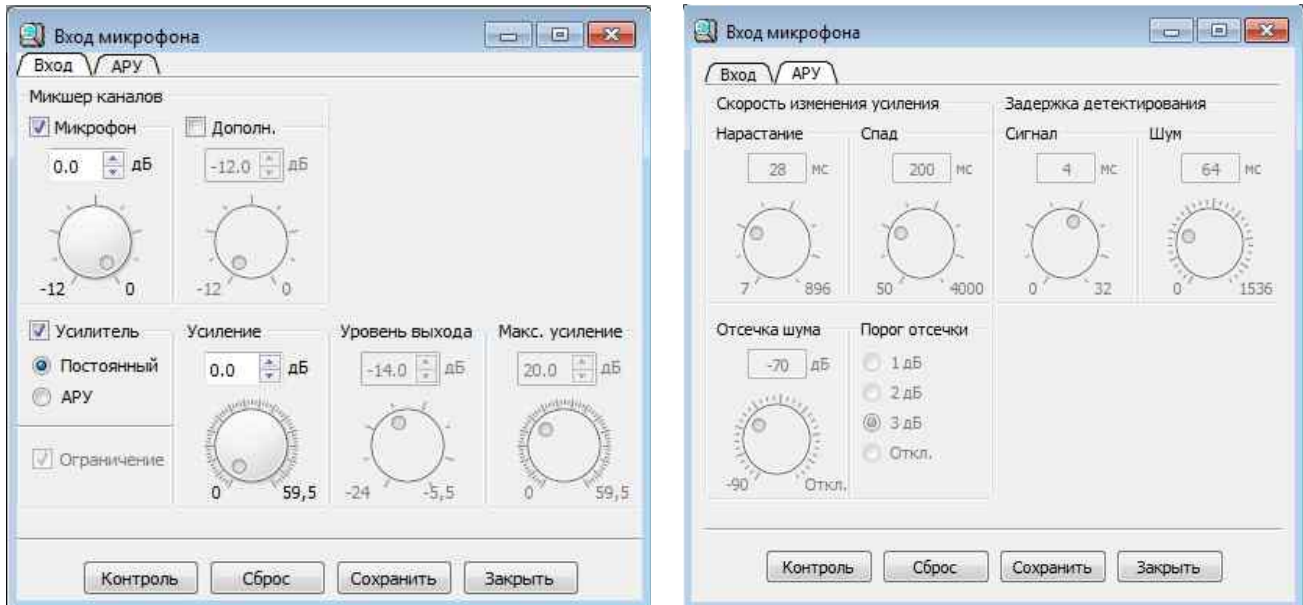 Вход микрофона
Вход АРУ
Микшер каналов
Микрофон Дополн.
0.0 дБ -12.0 дБ
-12 0 -12 0
Усилитель Усиление Уровень выхода Макс. усиление
Постоянный 0.0 дБ -14.0 дБ 20.0 дБ
АРУ
Ограничение
0 59,5 -24 -5,5 0 59,5
Контроль Сброс Сохранить Закрыть
Вход микрофона
Вход АРУ
Скорость изменения усиления Задержка детектирования
Нарастание Спад Сигнал Шум
28 мс 200 мс 4 мс 64 мс
7 896 50 4000 0 32 0 1536
Отсечка шума Порог отсечки
-70 дБ 1 дБ
2 дБ
3 дБ
Откл.
-90 Откл.
Контроль Сброс Сохранить Закрыть